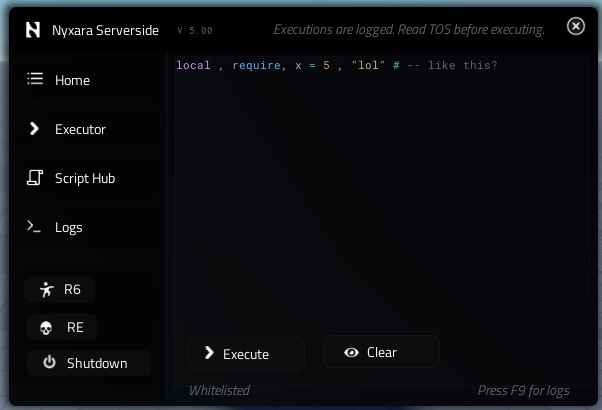 N Nyxara Serverside V 5.00 Executions are logged. Read TOS before executing.
local , require, x = 5 , "lol" # -- like this?
Home
Executor
Script Hub
Logs
R6
RE
Shutdown
Execute
Clear
Whitelisted
Press F9 for logs